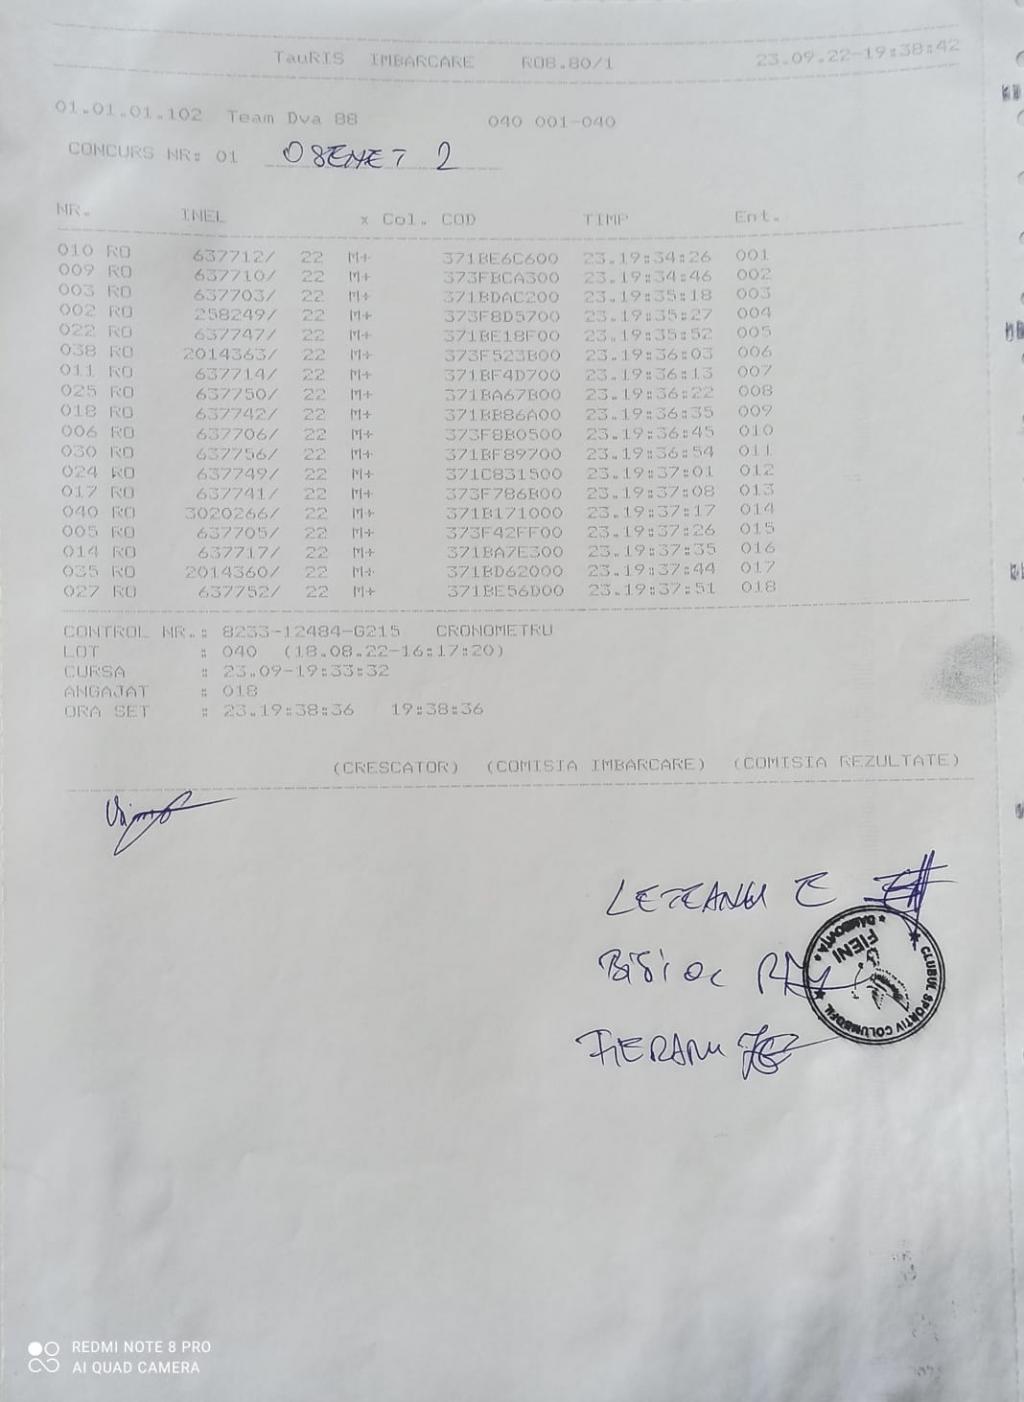 TauRIS IMBARCARE RO8.80/1 23.09.22-19:38:42
01.01.01.102 Team Dva 88 040 001-040
CONCURS NR: 01 OSENET 2
NR. INEL x Col. COD TIMP Ent.
010 RO 637712/ 22 M+ 371BE6C600 23.19:34:26 001
009 RO 637710/ 22 M+ 373FBCA300 23.19:34:46 002
003 RO 637703/ 22 M+ 371BDAC200 23.19:35:18 003
002 RO 258249/ 22 M+ 373F8D5700 23.19:35:27 004
022 RO 637747/ 22 M+ 371BE18F00 23.19:35:52 005
038 RO 2014363/ 22 M+ 373F523B00 23.19:36:03 006
011 RO 637714/ 22 M+ 371BF4D700 23.19:36:13 007
025 RO 637750/ 22 M+ 371BA67B00 23.19:36:22 008
018 RO 637742/ 22 M+ 371BB86A00 23.19:36:35 009
006 RO 637706/ 22 M+ 373F8B0500 23.19:36:45 010
030 RO 637756/ 22 M+ 371BF89700 23.19:36:54 011
024 RO 637749/ 22 M+ 371C831500 23.19:37:01 012
017 RO 637741/ 22 M+ 373F786B00 23.19:37:08 013
040 RO 3020266/ 22 M+ 371B171000 23.19:37:17 014
005 RO 637705/ 22 M+ 373F42FF00 23.19:37:26 015
014 RO 637717/ 22 M+ 371BA7E300 23.19:37:35 016
035 RO 2014360/ 22 M+ 371BD62000 23.19:37:44 017
027 RO 637752/ 22 M+ 371BE56D00 23.19:37:51 018
CONTROL NR.: 8233-12484-G215 CRONOMETRU
LOT : 040 (18.08.22-16:17:20)
CURSA : 23.09-19:33:32
ANGAJAT : 018
ORA SET : 23.19:38:36 19:38:36
(CRESCATOR) (COMISIA IMBARCARE) (COMISIA REZULTATE)
LETEANU E
CLUBUL SPORTIV COLUMBOFIL
FIENI
DAMBOVITA
REDMI NOTE 8 PRO
AI QUAD CAMERA